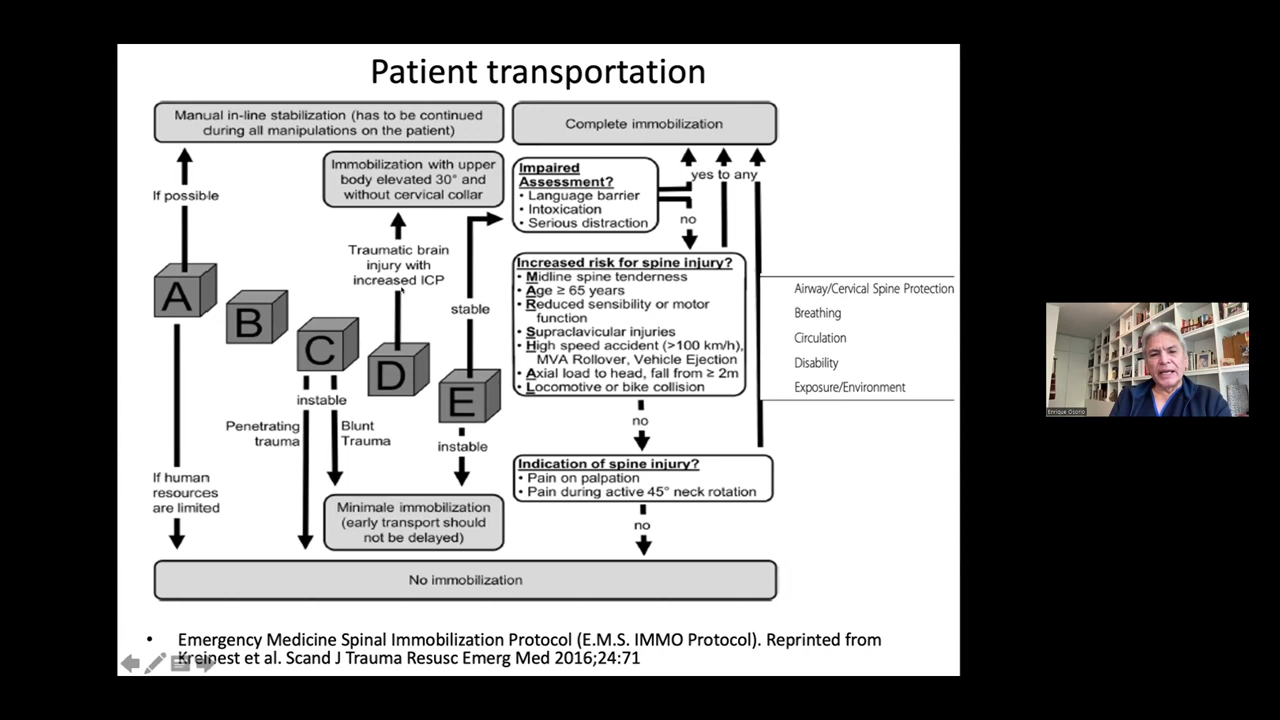 Patient transportation
Manual in-line stabilization (has to be continued
during all manipulations on the patient)
Complete immobilization
If possible
Immobilization with upper
body elevated 30° and
without cervical collar
Impaired
Assessment?
• Language barrier
• Intoxication
• Serious distraction
yes to any
no
Traumatic brain
injury with
increased ICP
stable
A
B
C
D
E
Increased risk for spine injury?
• Midline spine tenderness
• Age ≥ 65 years
• Reduced sensibility or motor
function
• Supraclavicular injuries
• High speed accident (>100 km/h),
MVA Rollover, Vehicle Ejection
• Axial load to head, fall from ≥ 2m
• Locomotive or bike collision
Airway/Cervical Spine Protection
Breathing
Circulation
Disability
Exposure/Environment
instable
Penetrating
trauma
Blunt
Trauma
instable
no
If human
resources
are limited
Minimale immobilization
(early transport should
not be delayed)
Indication of spine injury?
• Pain on palpation
• Pain during active 45° neck rotation
no
No immobilization
• Emergency Medicine Spinal Immobilization Protocol (E.M.S. IMMO Protocol). Reprinted from
Kreinest et al. Scand J Trauma Resusc Emerg Med 2016;24:71
Enrique Osorio